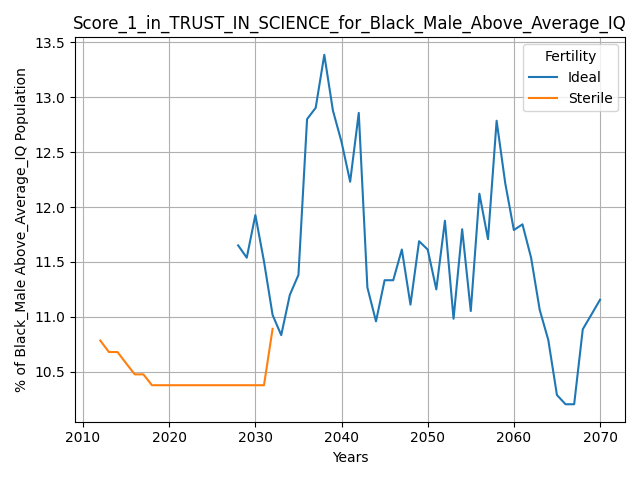 Score_1_in_TRUST_IN_SCIENCE_for_Black_Male_Above_Average_IQ
% of Black_Male Above_Average_IQ Population
13.5
13.0
12.5
12.0
11.5
11.0
10.5
Fertility
Ideal
Sterile
2010
2020
2030
2040
2050
2060
2070
Years